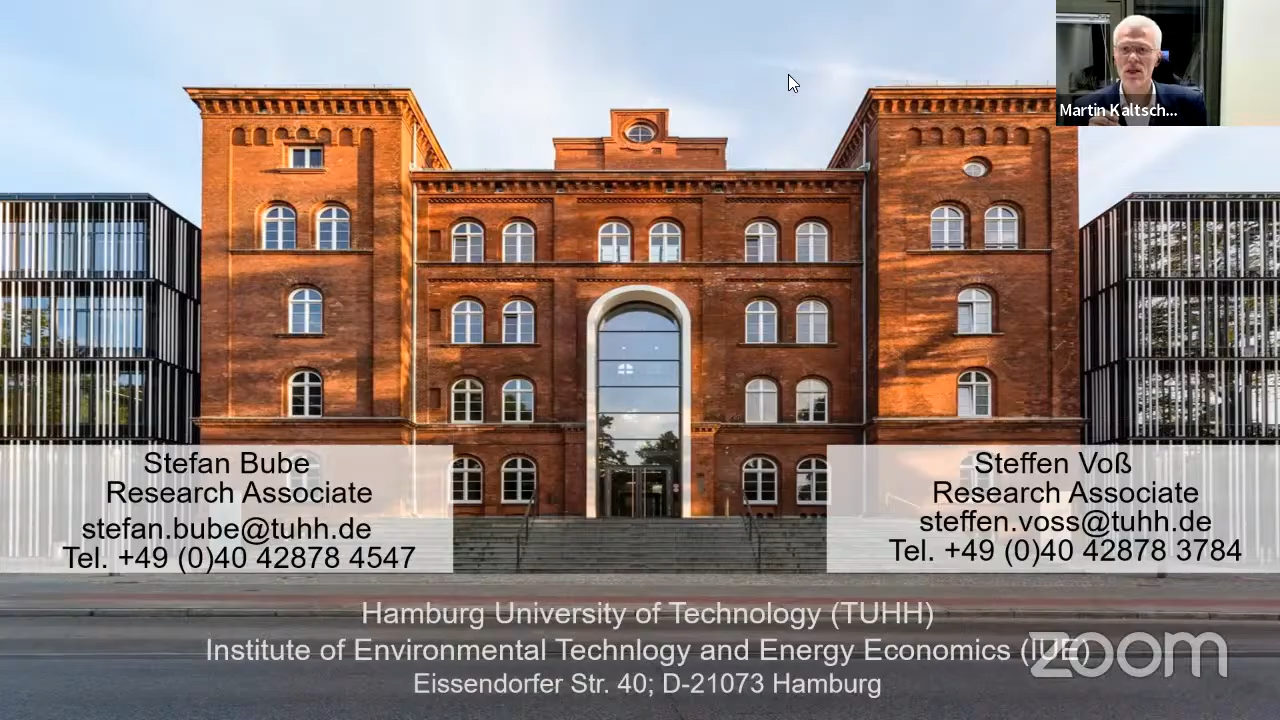 Martin Kaltsch...
Stefan Bube
Research Associate
stefan.bube@tuhh.de
Tel. +49 (0)40 42878 4547
Steffen Voß
Research Associate
steffen.voss@tuhh.de
Tel. +49 (0)40 42878 3784
Hamburg University of Technology (TUHH)
Institute of Environmental Technlogy and Energy Economics (IUE)
Eissendorfer Str. 40; D-21073 Hamburg
zoom